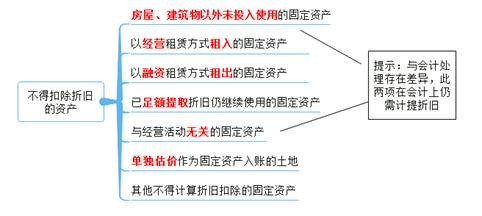 不得扣除折旧
的资产
房屋、建筑物以外未投入使用的固定资产
以经营租赁方式租入的固定资产
以融资租赁方式租出的固定资产
已足额提取折旧仍继续使用的固定资产
与经营活动无关的固定资产
单独估价作为固定资产入账的土地
其他不得计算折旧扣除的固定资产
提示：与会计处
理存在差异，此
两项在会计上仍
需计提折旧